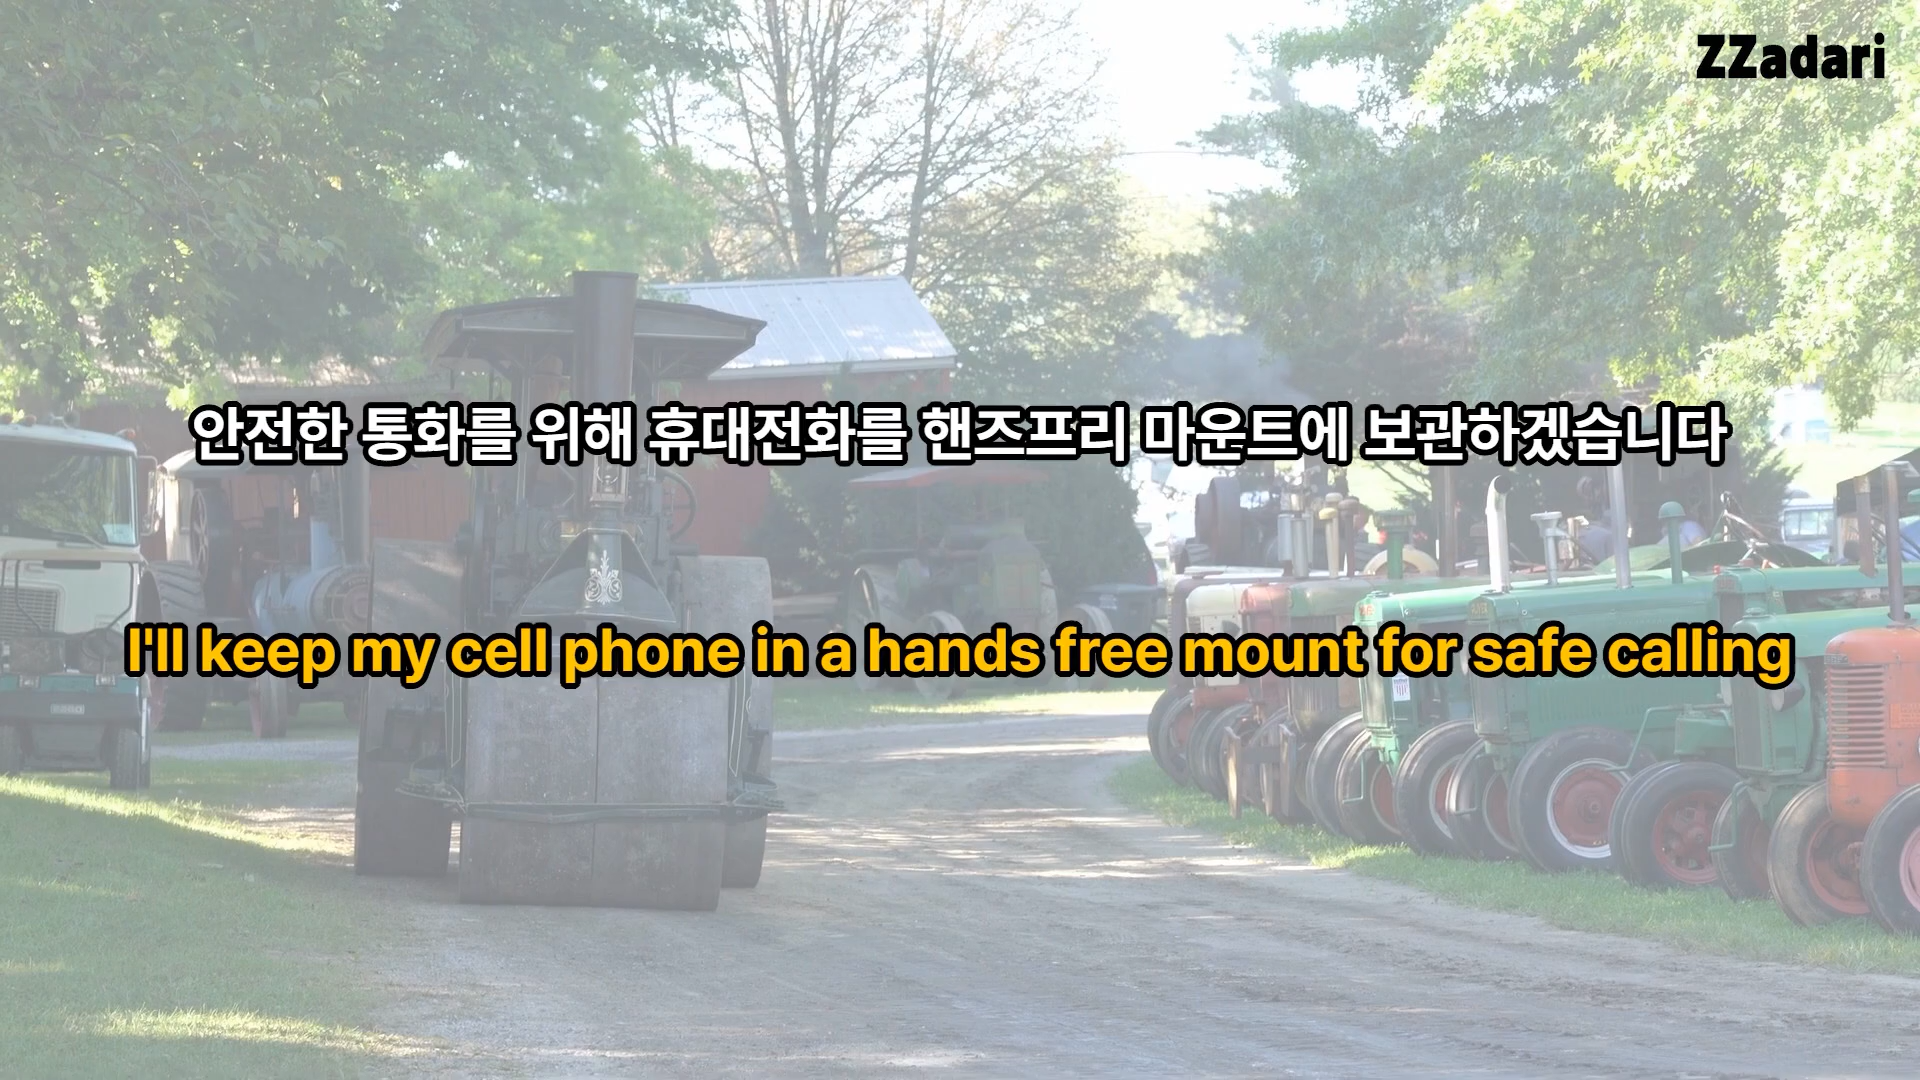 ZZadari
안전한 통화를 위해 휴대전화를 핸즈프리 마운트에 보관하겠습니다
I'll keep my cell phone in a hands free mount for safe calling